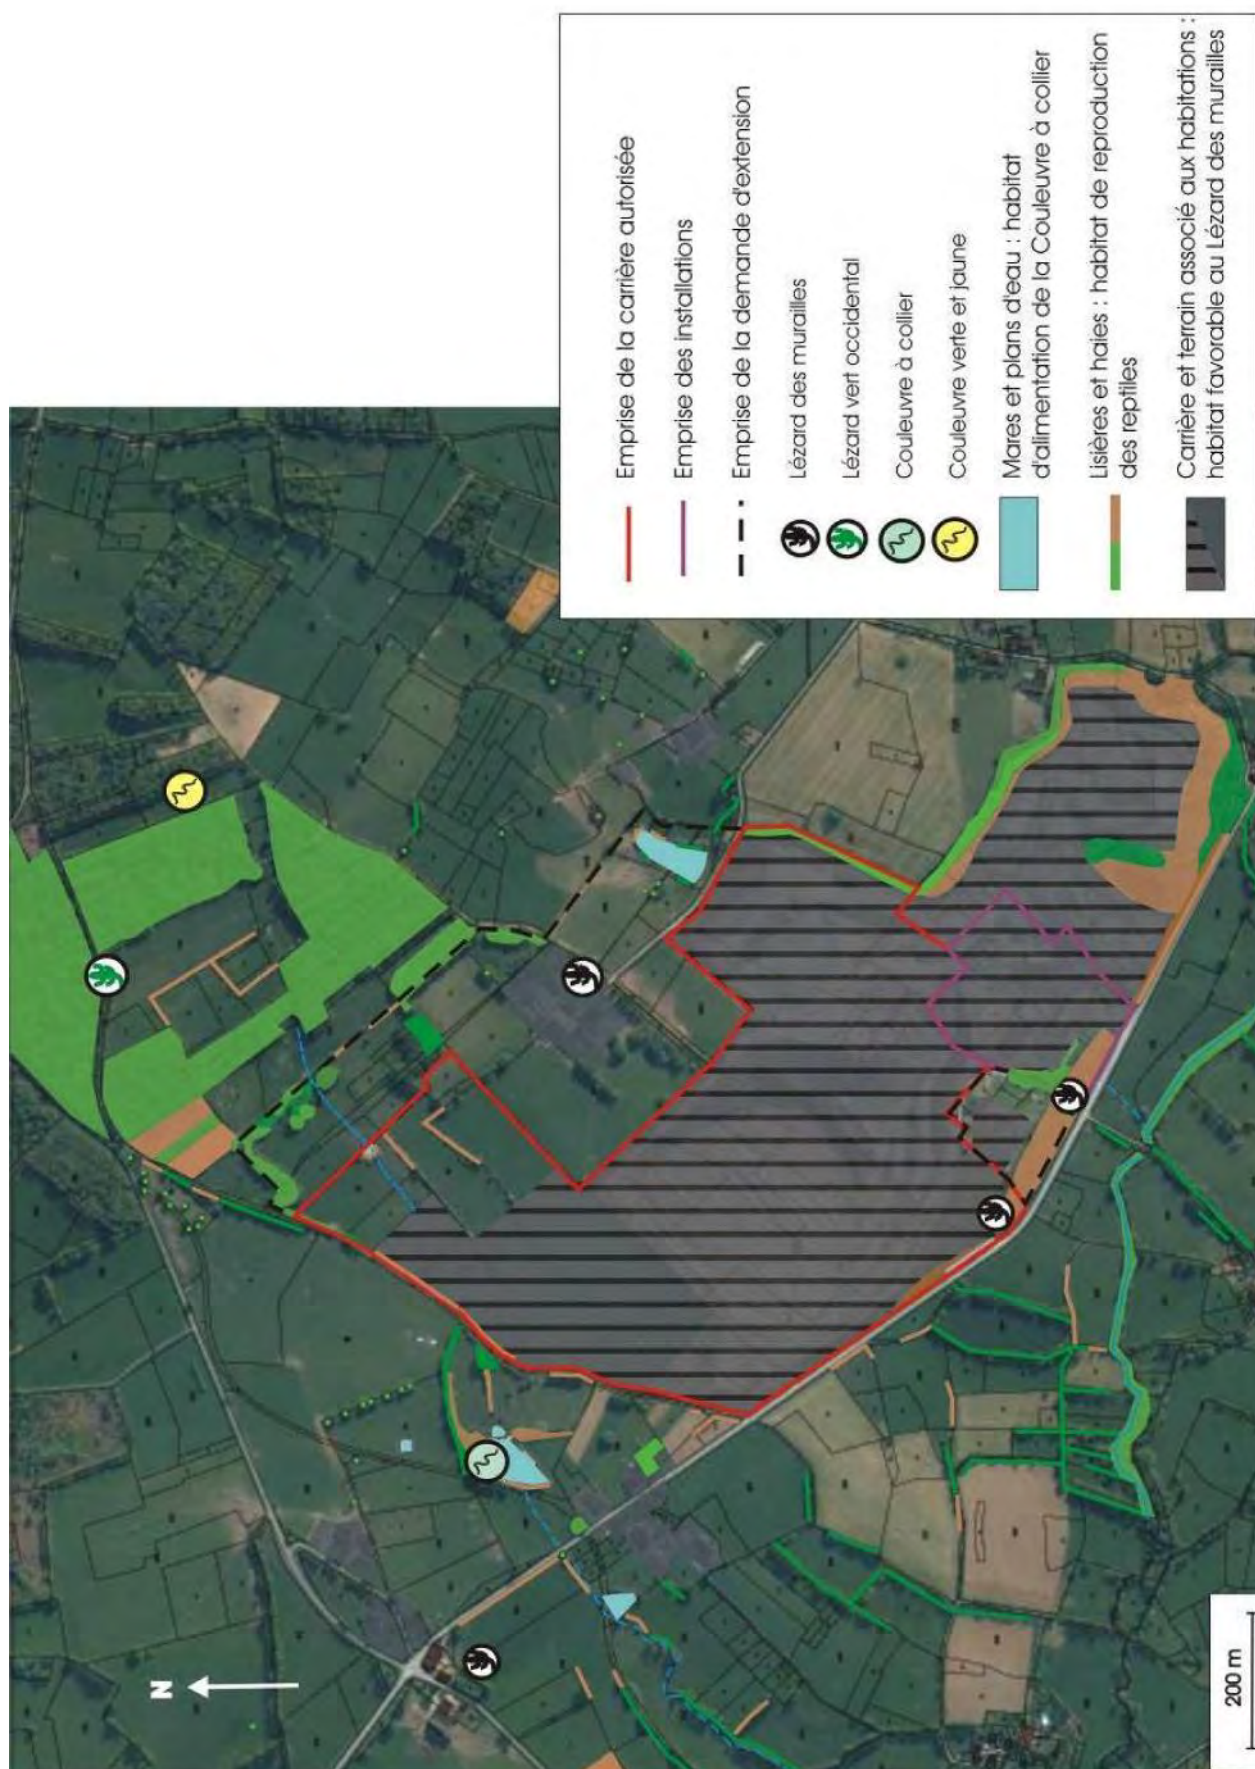 Emprise de la carrière autorisée
Emprise des installations
Emprise de la demande d'extension
Lézard des murailles
Lézard vert occidental
Couleuvre à collier
Couleuvre verte et jaune
Mares et plans d'eau : habitat
d'alimentation de la Couleuvre à collier
Lisières et haies : habitat de reproduction
des reptiles
Carrière et terrain associé aux habitations :
habitat favorable au Lézard des murailles
N
200 m